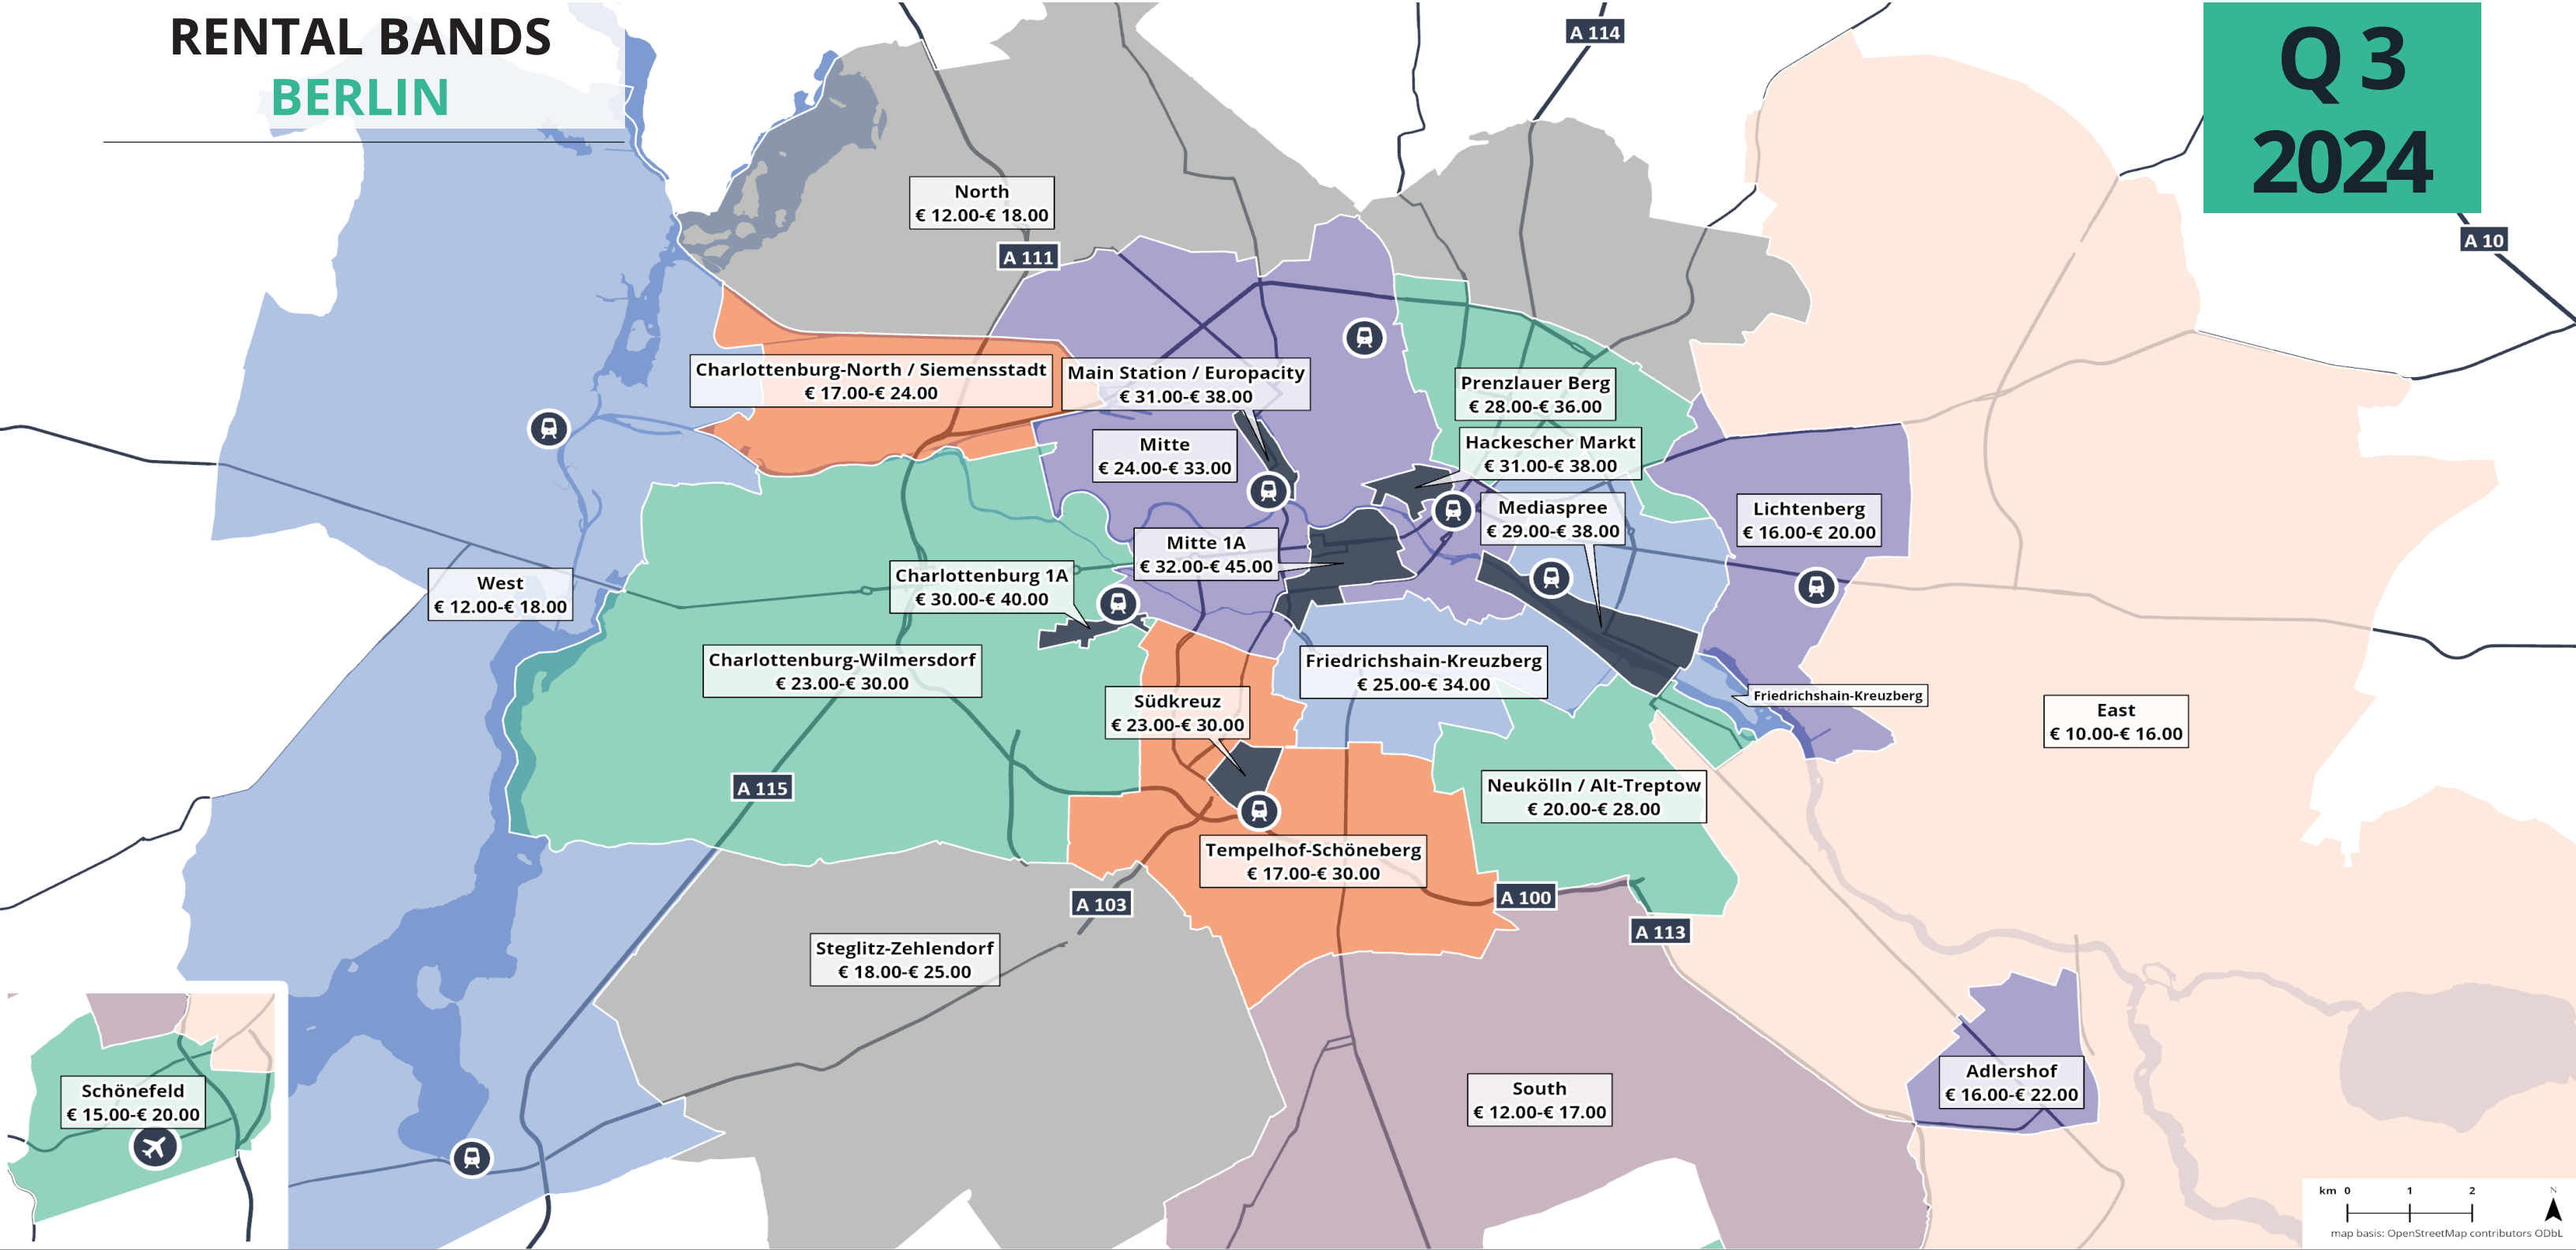 RENTAL BANDS
BERLIN
Q 3
2024
A 114
A 10
North
€ 12.00-€ 18.00
A 111
Charlottenburg-North / Siemensstadt
€ 17.00-€ 24.00
Main Station / Europacity
€ 31.00-€ 38.00
Prenzlauer Berg
€ 28.00-€ 36.00
Mitte
€ 24.00-€ 33.00
Hackescher Markt
€ 31.00-€ 38.00
Mediaspree
€ 29.00-€ 38.00
Lichtenberg
€ 16.00-€ 20.00
Mitte 1A
€ 32.00-€ 45.00
Charlottenburg 1A
€ 30.00-€ 40.00
West
€ 12.00-€ 18.00
Charlottenburg-Wilmersdorf
€ 23.00-€ 30.00
Friedrichshain-Kreuzberg
€ 25.00-€ 34.00
Südkreuz
€ 23.00-€ 30.00
Friedrichshain-Kreuzberg
East
€ 10.00-€ 16.00
A 115
Neukölln / Alt-Treptow
€ 20.00-€ 28.00
Tempelhof-Schöneberg
€ 17.00-€ 30.00
A 103
A 100
A 113
Steglitz-Zehlendorf
€ 18.00-€ 25.00
Schönefeld
€ 15.00-€ 20.00
South
€ 12.00-€ 17.00
Adlershof
€ 16.00-€ 22.00
km 0 1 2 N
map basis: OpenStreetMap contributors ODbL